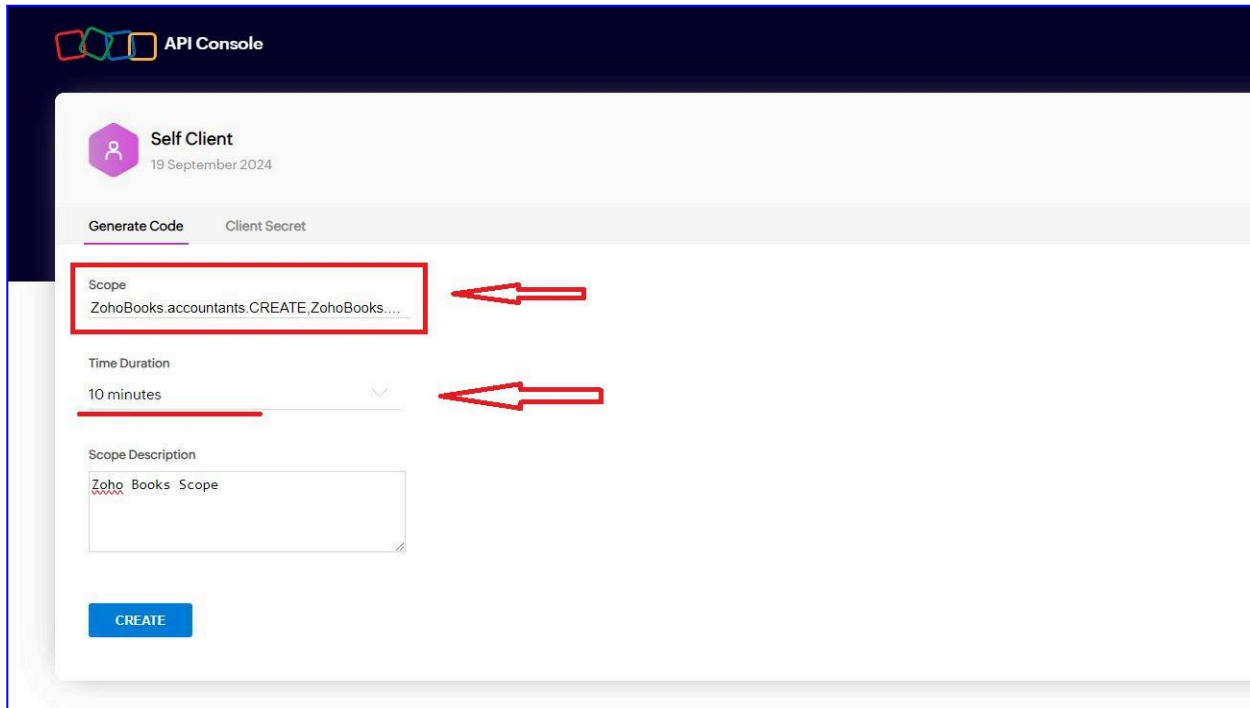 API Console
Self Client
19 September 2024
Generate Code Client Secret
Scope
ZohoBooks.accountants.CREATE,ZohoBooks....
Time Duration
10 minutes
Scope Description
Zoho Books Scope
CREATE